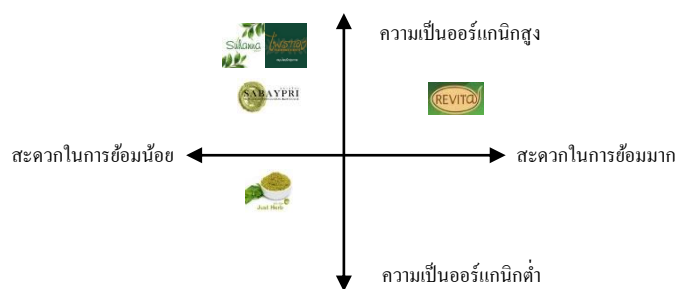 ความเป็นออร์แกนิกสูง
Suhanna
SABAYPRI
REVITA
สะดวกในการย้อมน้อย
สะดวกในการย้อมมาก
Just Herb
ความเป็นออร์แกนิกต่ำ